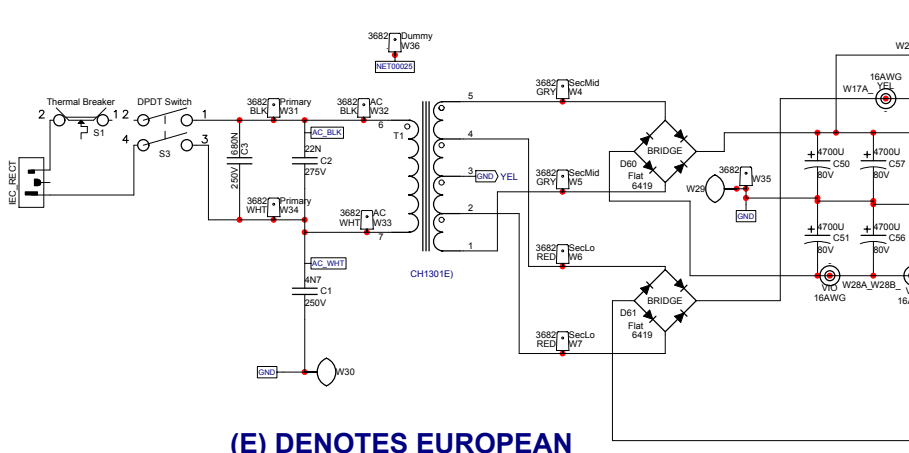 3682 Dummy
W36
NET00025
W2
16AWG
YEL
W17A_
3682 SecMid
GRY W4
5
Thermal Breaker
DPDT Switch
2
1 2
1
S1
4
3
S3
3682 Primary
BLK W31
3682 AC
BLK W32
6
T1
AC_BLK
680N
C3
250V
22N
C2
275V
4
3
GND
YEL
3682 SecMid
GRY W5
BRIDGE
D60
Flat
6419
+ 4700U
C50
80V
+ 4700U
C57
80V
3682
W35
W29
GND
IEC_RECT
3682 Primary
WHT W34
3682 AC
WHT W33
7
2
1
CH1301E)
3682 SecLo
RED W6
+ 4700U
C51
80V
+ 4700U
C56
80V
AC_WHT
4N7
C1
250V
BRIDGE
D61
Flat
6419
-
VIO
16AWG
W28A_W28B_
-
VI
16A
3682 SecLo
RED W7
GND
W30
(E) DENOTES EUROPEAN